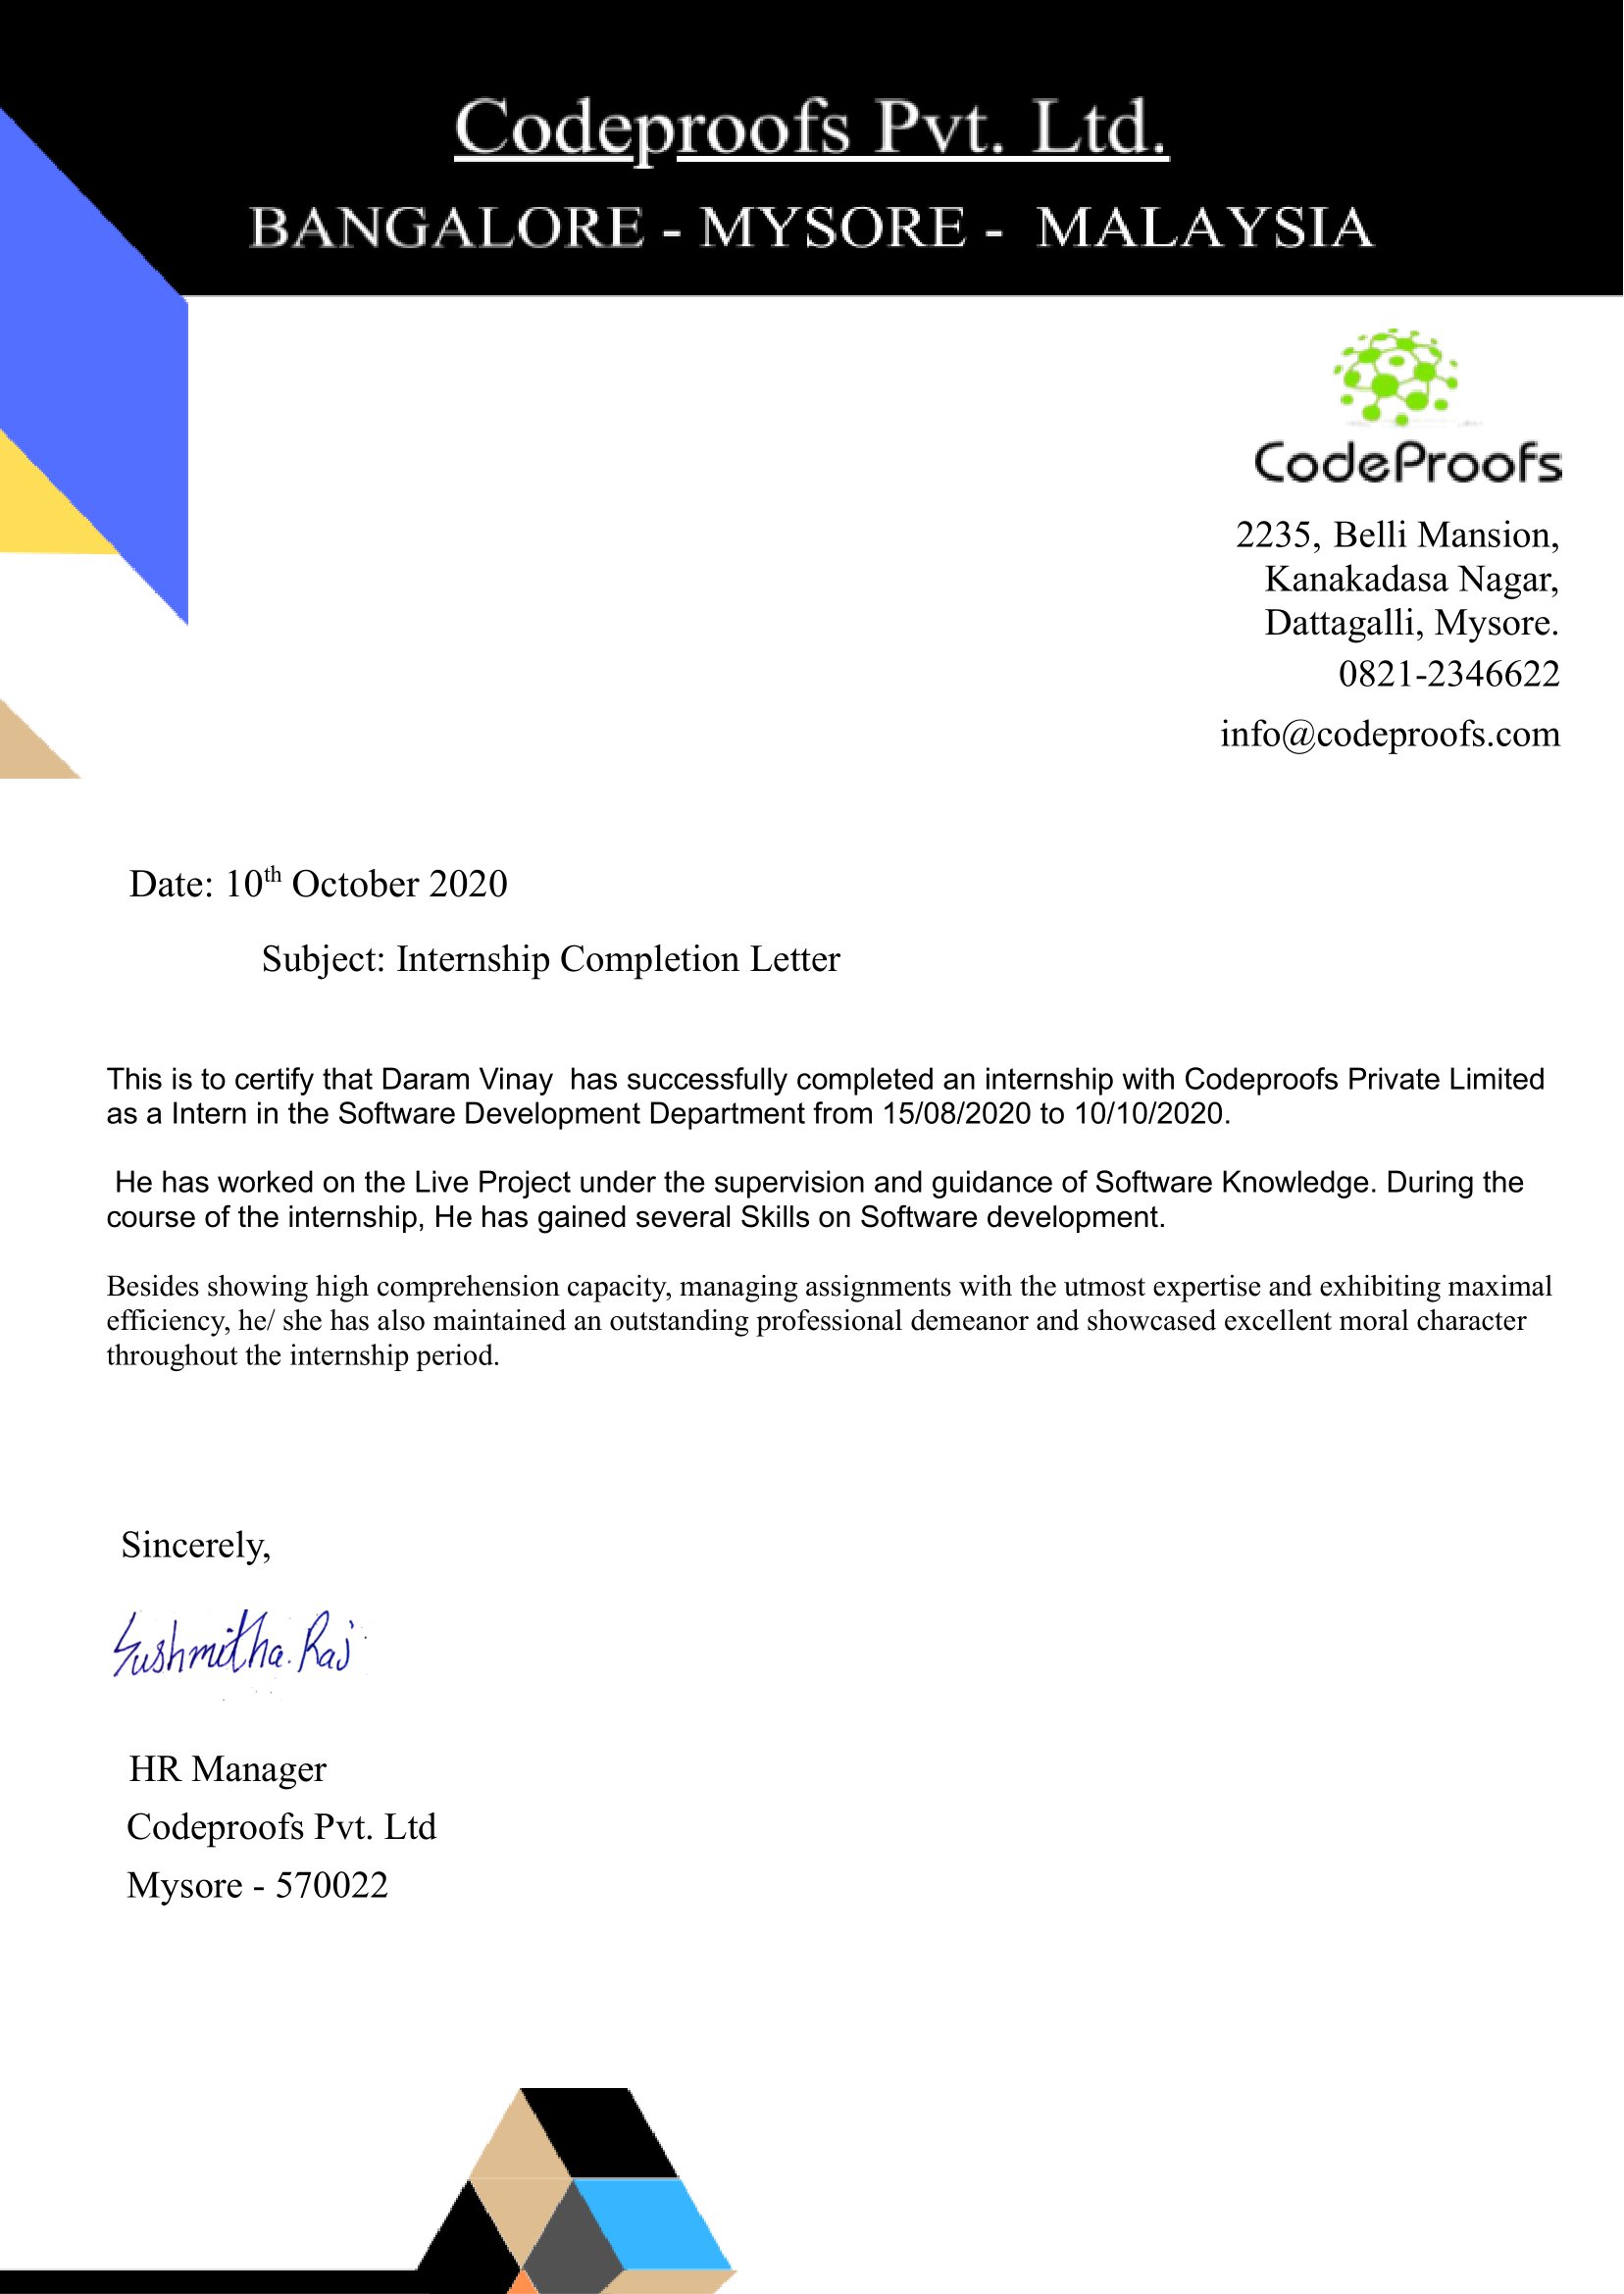 Codeproofs Pvt. Ltd.
BANGALORE - MYSORE - MALAYSIA
CodeProofs
2235, Belli Mansion,
Kanakadasa Nagar,
Dattagalli, Mysore.
0821-2346622
info@codeproofs.com
Date: 10th October 2020
Subject: Internship Completion Letter
This is to certify that Daram Vinay  has successfully completed an internship with Codeproofs Private Limited
as a Intern in the Software Development Department from 15/08/2020 to 10/10/2020.
He has worked on the Live Project under the supervision and guidance of Software Knowledge. During the
course of the internship, He has gained several Skills on Software development.
Besides showing high comprehension capacity, managing assignments with the utmost expertise and exhibiting maximal
efficiency, he/ she has also maintained an outstanding professional demeanor and showcased excellent moral character
throughout the internship period.
Sincerely,
Sushmitha. Raj
HR Manager
Codeproofs Pvt. Ltd
Mysore - 570022